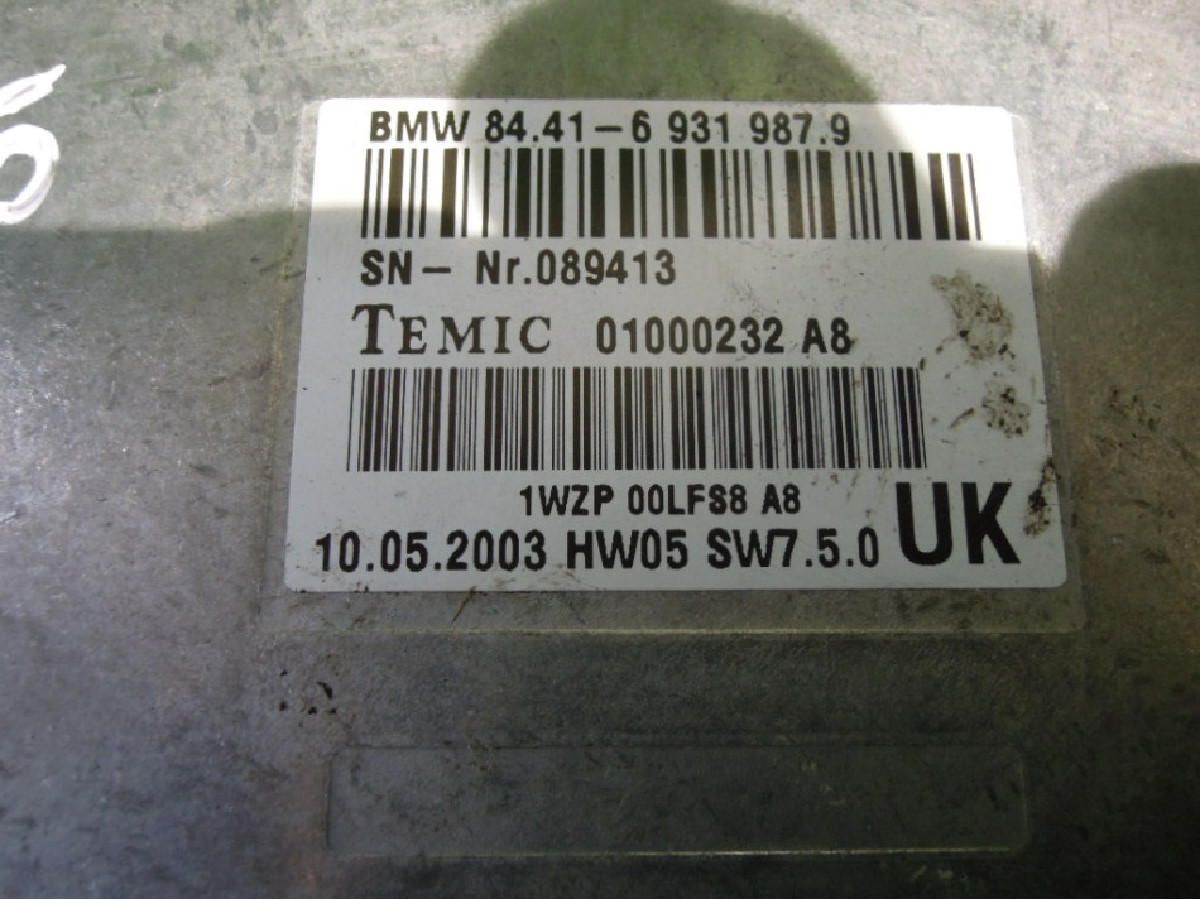 BMW 84.41-6 931 987.9
SN- Nr.089413
TEMIC 01000232 A8
1WZP 00LFS8 A8
10.05.2003 HW05 SW7.5.0 UK